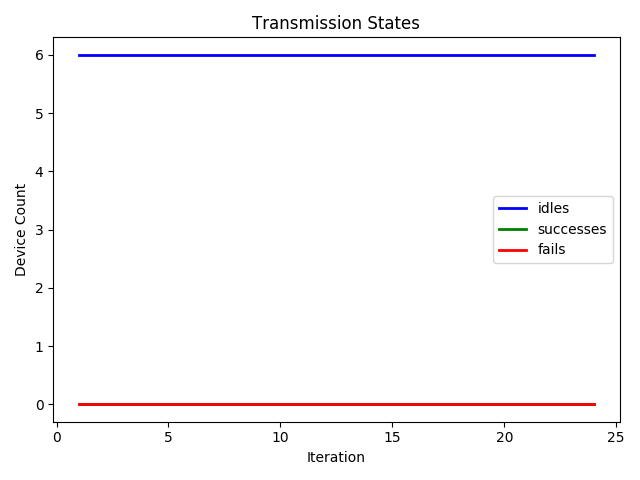 Transmission States
6
5
4
3
2
1
0
Device Count
idles
successes
fails
0 5 10 15 20 25
Iteration